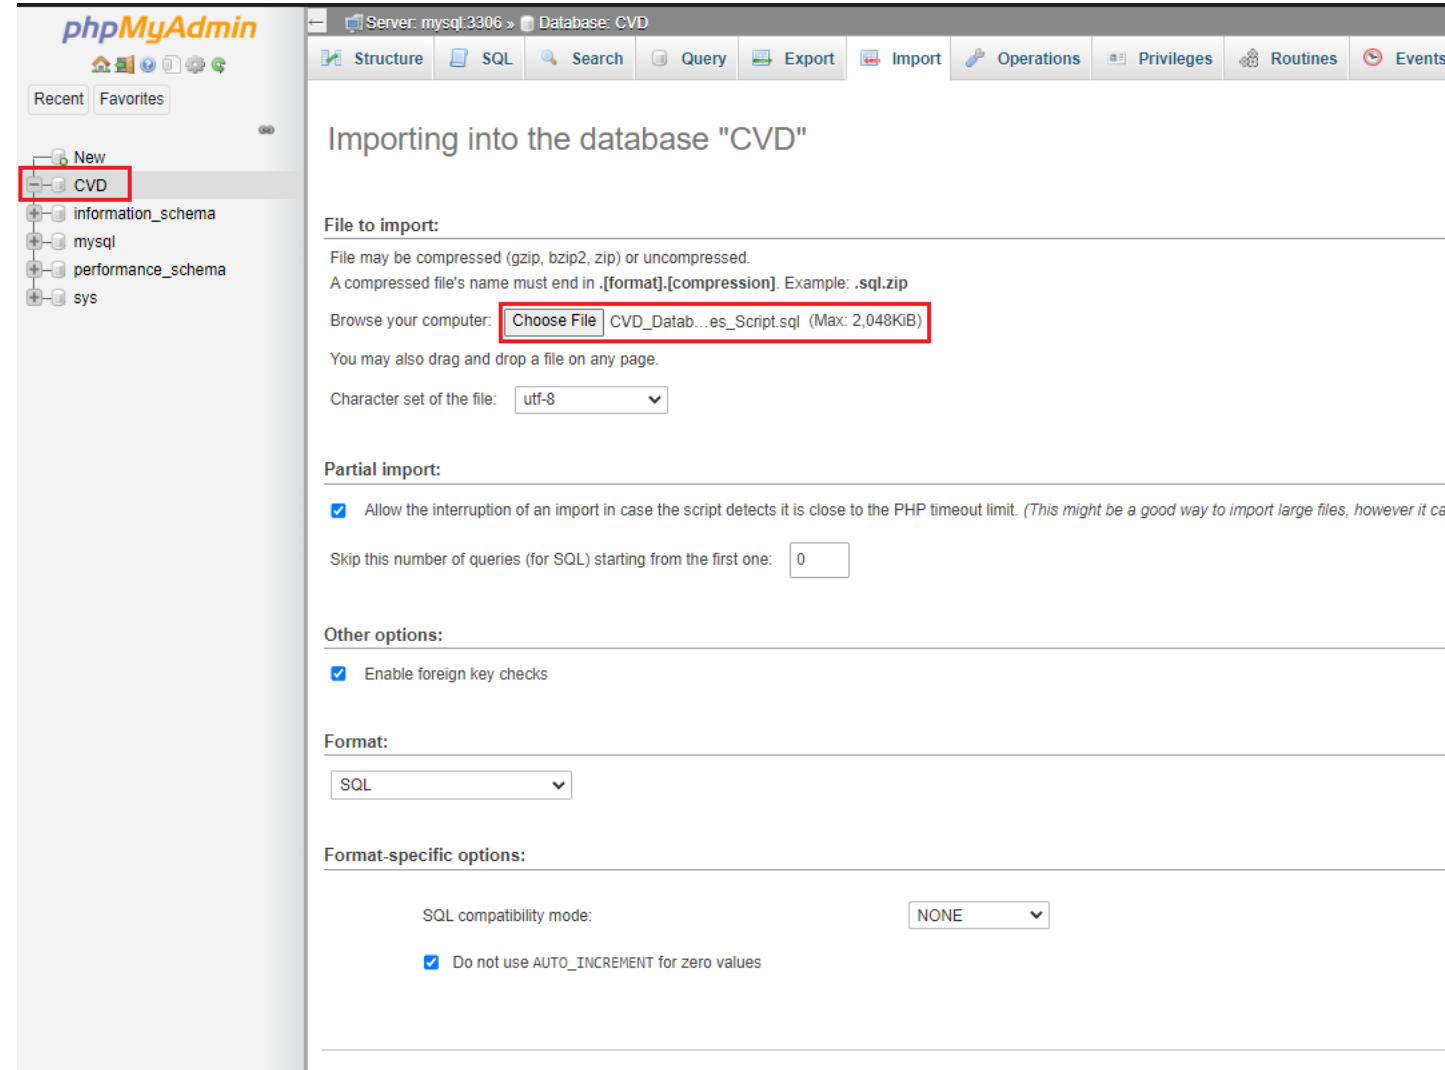 phpMyAdmin
Recent Favorites
New
CVD
information_schema
mysql
performance_schema
sys
Server: mysql:3306 » Database: CVD
Structure SQL Search Query Export Import Operations Privileges Routines Events
Importing into the database "CVD"
File to import:
File may be compressed (gzip, bzip2, zip) or uncompressed.
A compressed file's name must end in .[format].[compression]. Example: .sql.zip
Browse your computer: Choose File CVD_Datab...es_Script.sql (Max: 2,048KiB)
You may also drag and drop a file on any page.
Character set of the file: utf-8
Partial import:
Allow the interruption of an import in case the script detects it is close to the PHP timeout limit. (This might be a good way to import large files, however it ca
Skip this number of queries (for SQL) starting from the first one: 0
Other options:
Enable foreign key checks
Format:
SQL
Format-specific options:
SQL compatibility mode: NONE
Do not use AUTO_INCREMENT for zero values